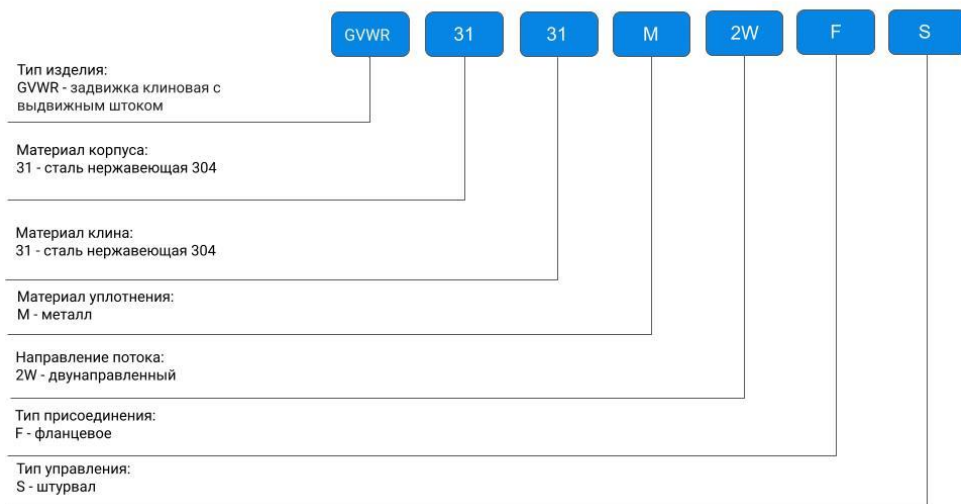 GVWR 31 31 M 2W F S
Тип изделия:
GVWR - задвижка клиновая с
выдвижным штоком
Материал корпуса:
31 - сталь нержавеющая 304
Материал клина:
31 - сталь нержавеющая 304
Материал уплотнения:
М - металл
Направление потока:
2W - двунаправленный
Тип присоединения:
F - фланцевое
Тип управления:
S - штурвал